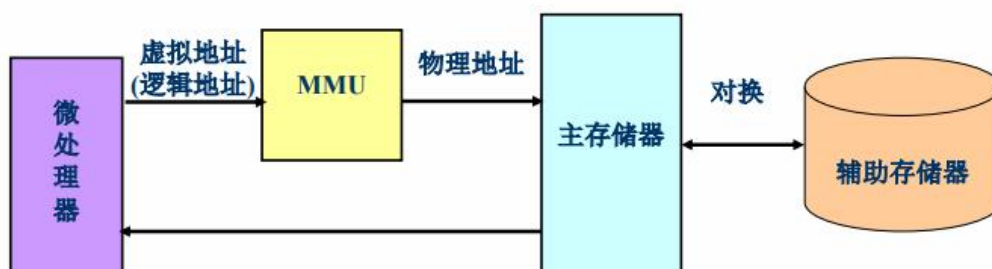 微处理器
虚拟地址
(逻辑地址)
MMU
物理地址
主存储器
对换
辅助存储器